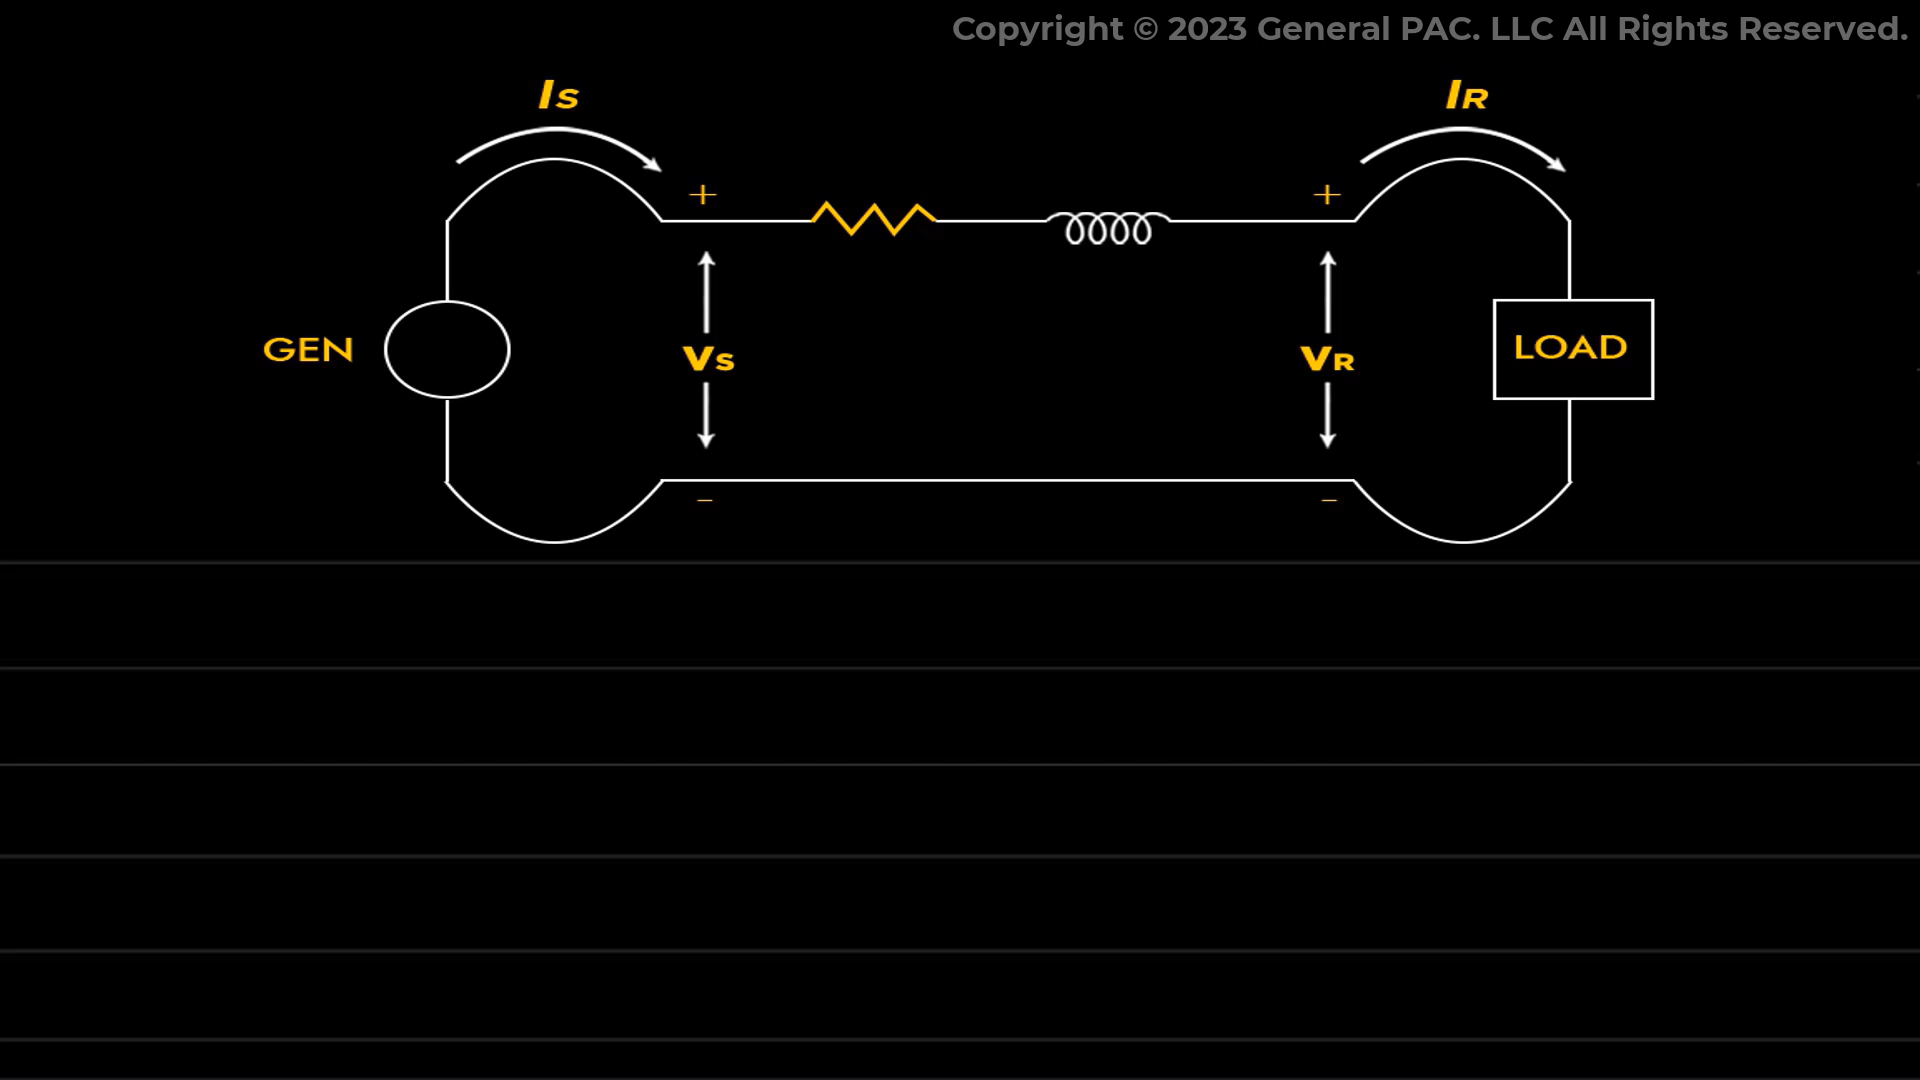 Copyright © 2023 General PAC. LLC All Rights Reserved.
IS
IR
+
+
GEN
VS
VR
LOAD
–
–